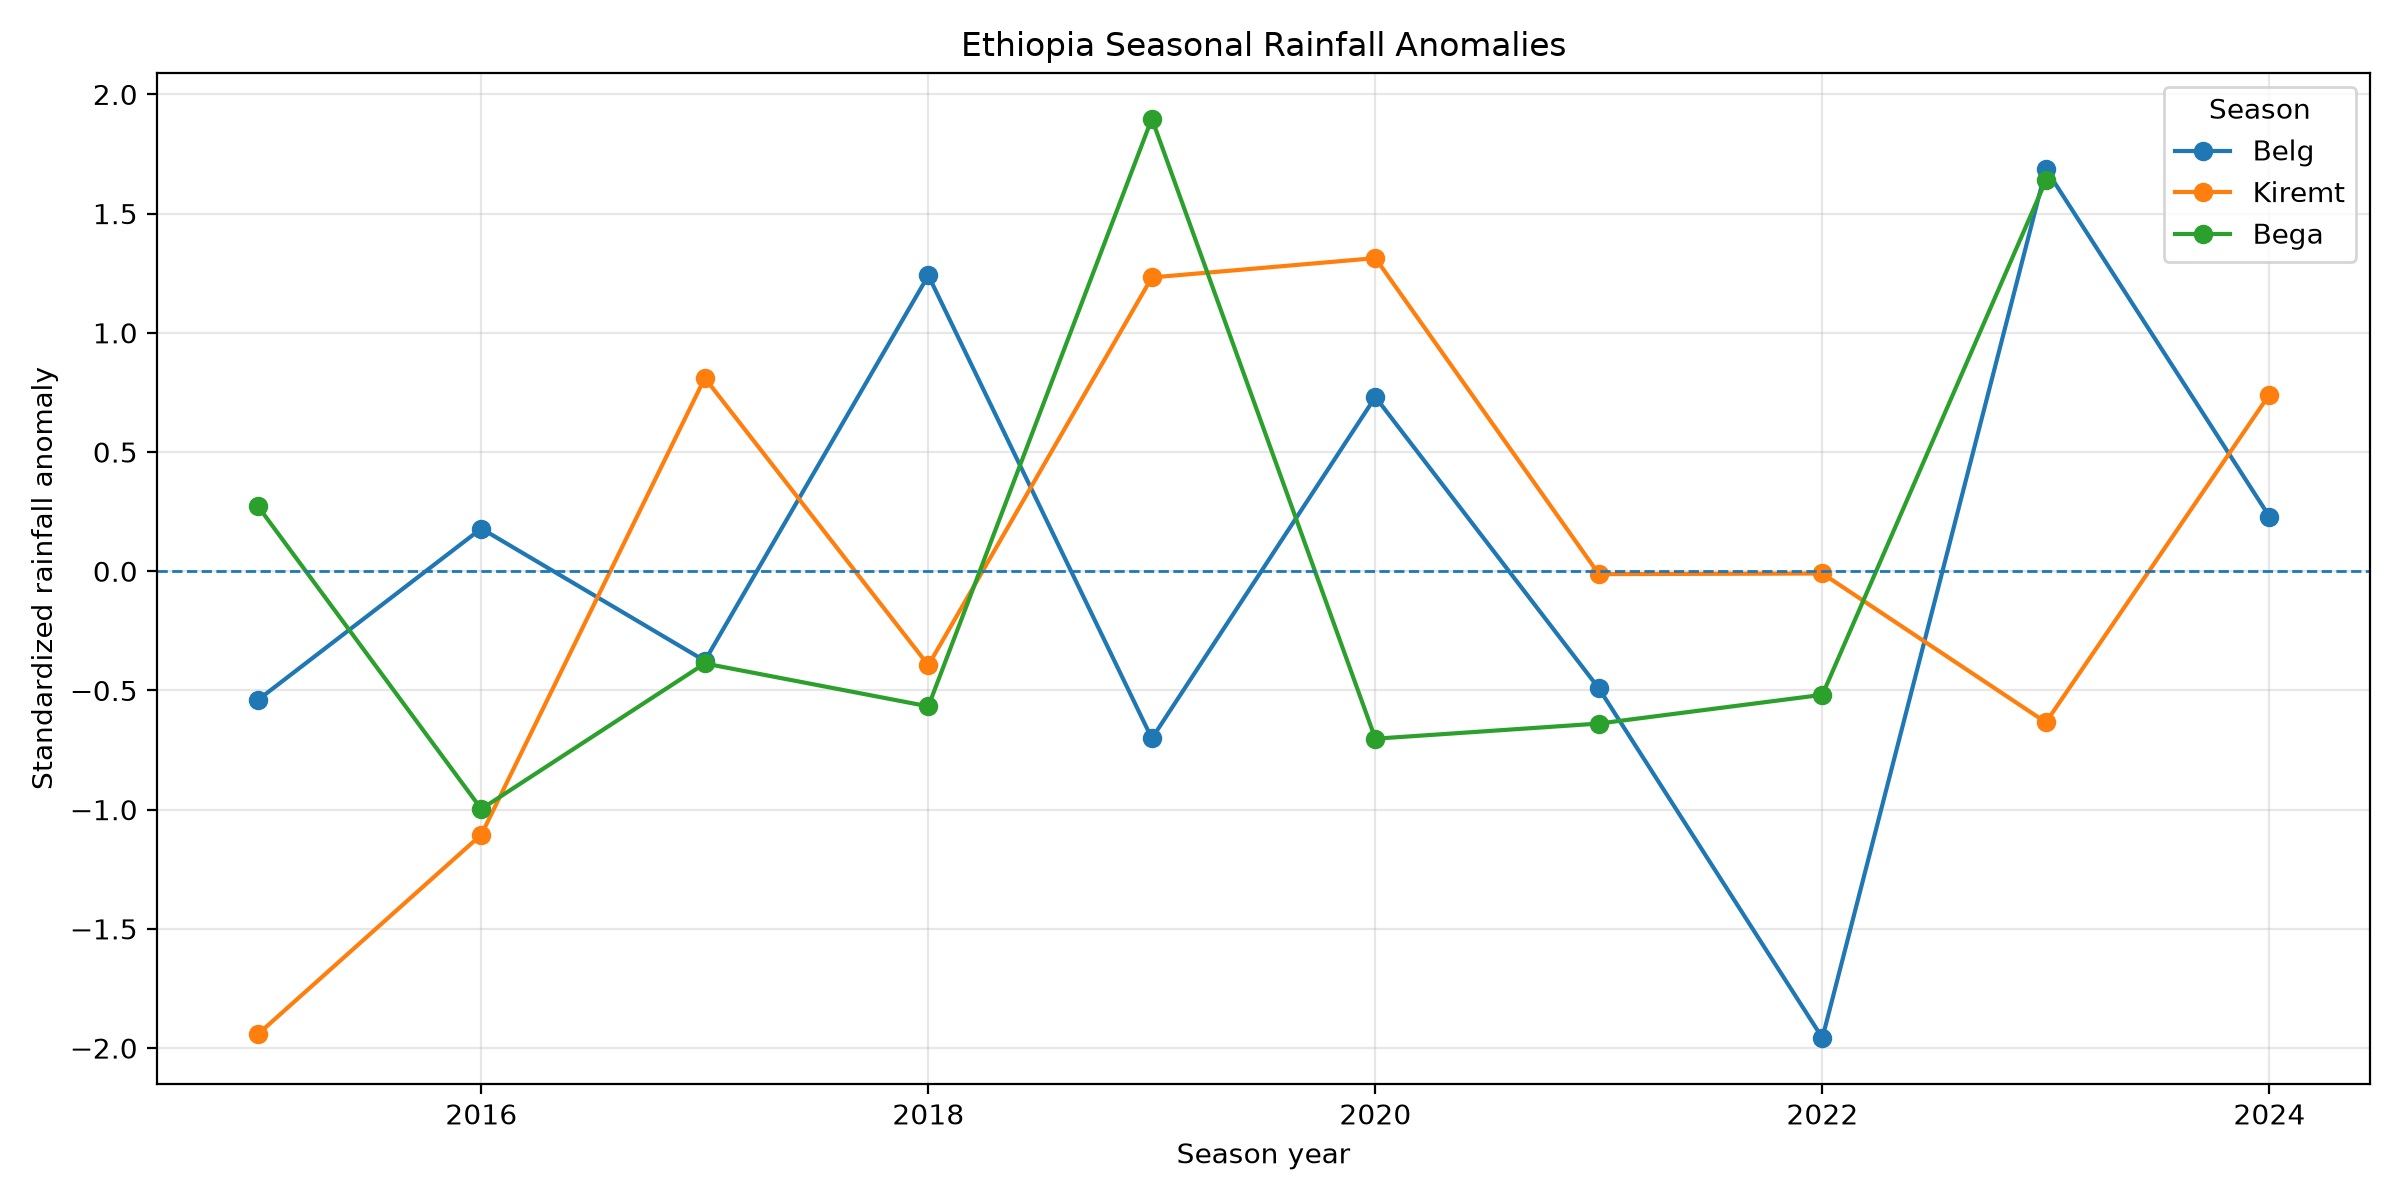 Ethiopia Seasonal Rainfall Anomalies
Season
Belg
Kiremt
Bega
Standardized rainfall anomaly
2.0
1.5
1.0
0.5
0.0
−0.5
−1.0
−1.5
−2.0
2016 2018 2020 2022 2024
Season year